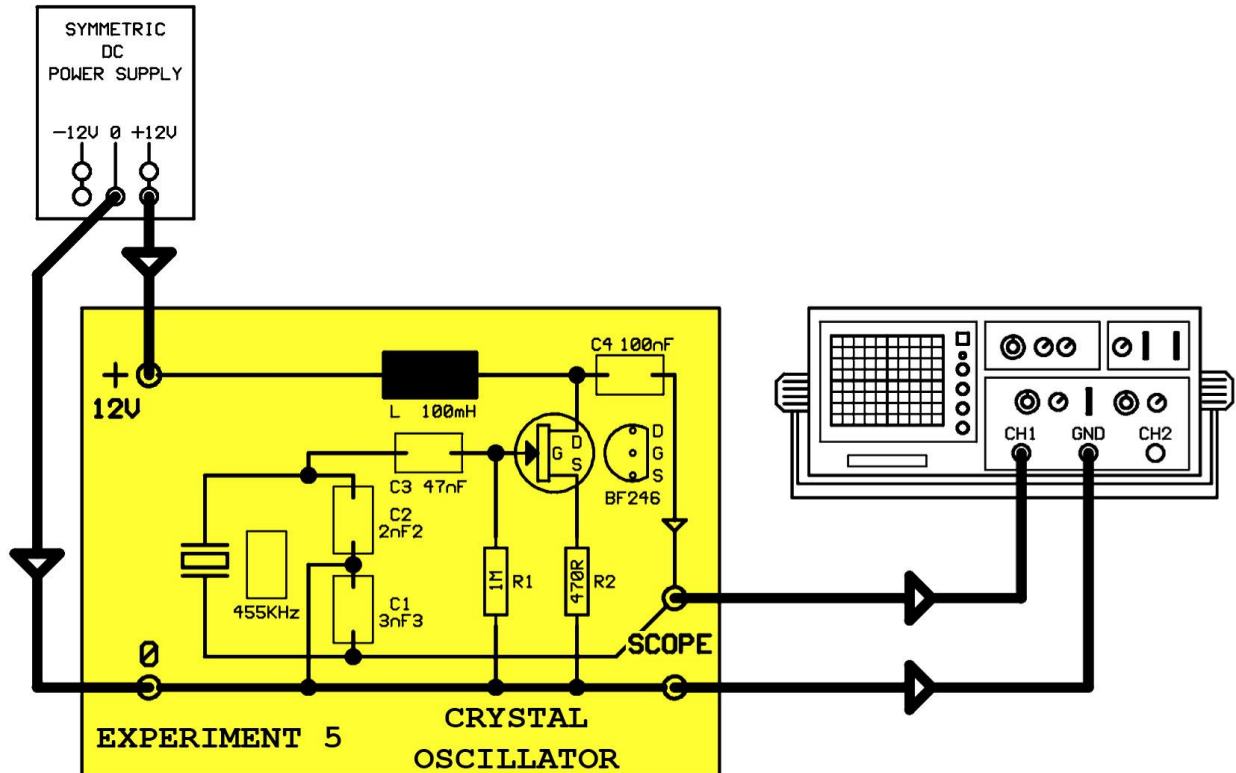 SYMMETRIC
DC
POWER SUPPLY
-12V 0 +12V
+
12V
L 100mH
C4 100nF
G D S
D
G
S
BF246
C3 47nF
C2
2nF2
C1
3nF3
455KHz
1M R1
470R R2
0
SCOPE
EXPERIMENT 5
CRYSTAL
OSCILLATOR
CH1 GND CH2